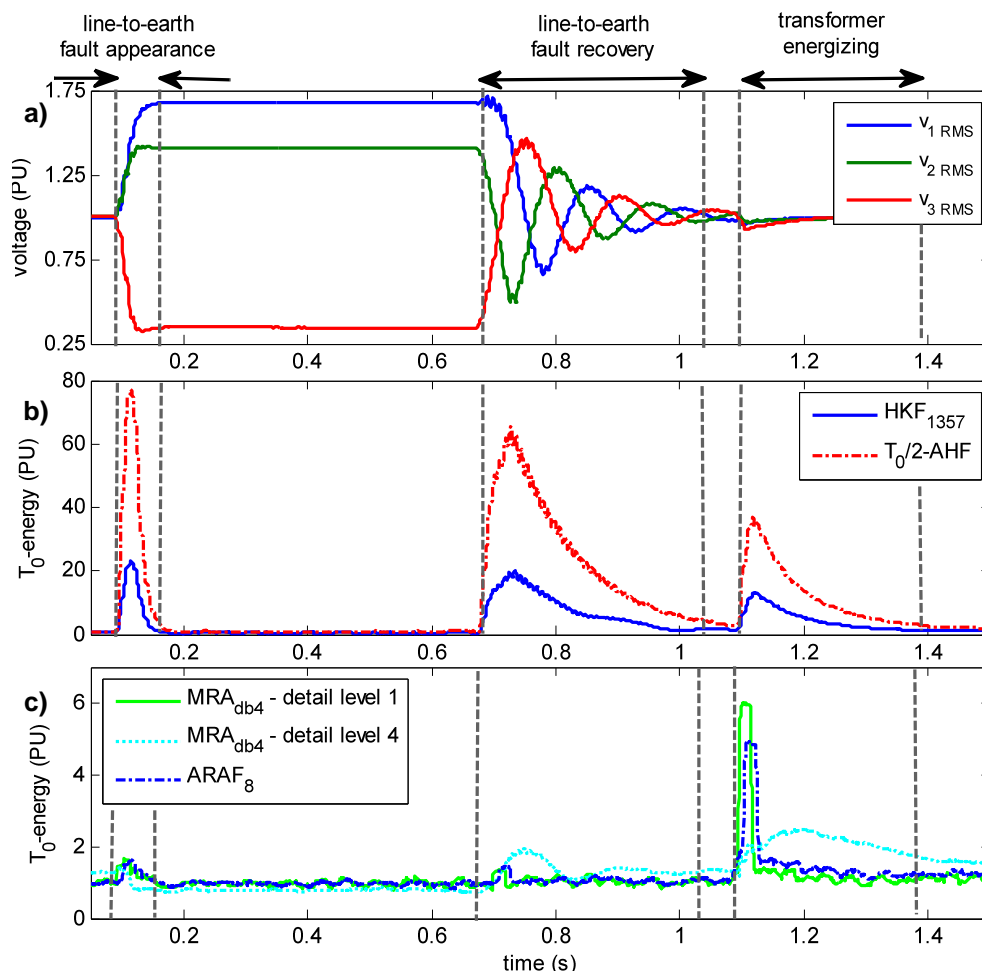 line-to-earth
fault appearance
line-to-earth
fault recovery
transformer
energizing
a)
voltage (PU)
1.75
1.25
0.75
0.25
v1 RMS
v2 RMS
v3 RMS
0.2 0.4 0.6 0.8 1 1.2 1.4
b)
T0-energy (PU)
80
60
40
20
0
HKF1357
T0/2-AHF
0.2 0.4 0.6 0.8 1 1.2 1.4
c)
T0-energy (PU)
6
4
2
0
MRAdb4 - detail level 1
MRAdb4 - detail level 4
ARAF8
0.2 0.4 0.6 0.8 1 1.2 1.4
time (s)